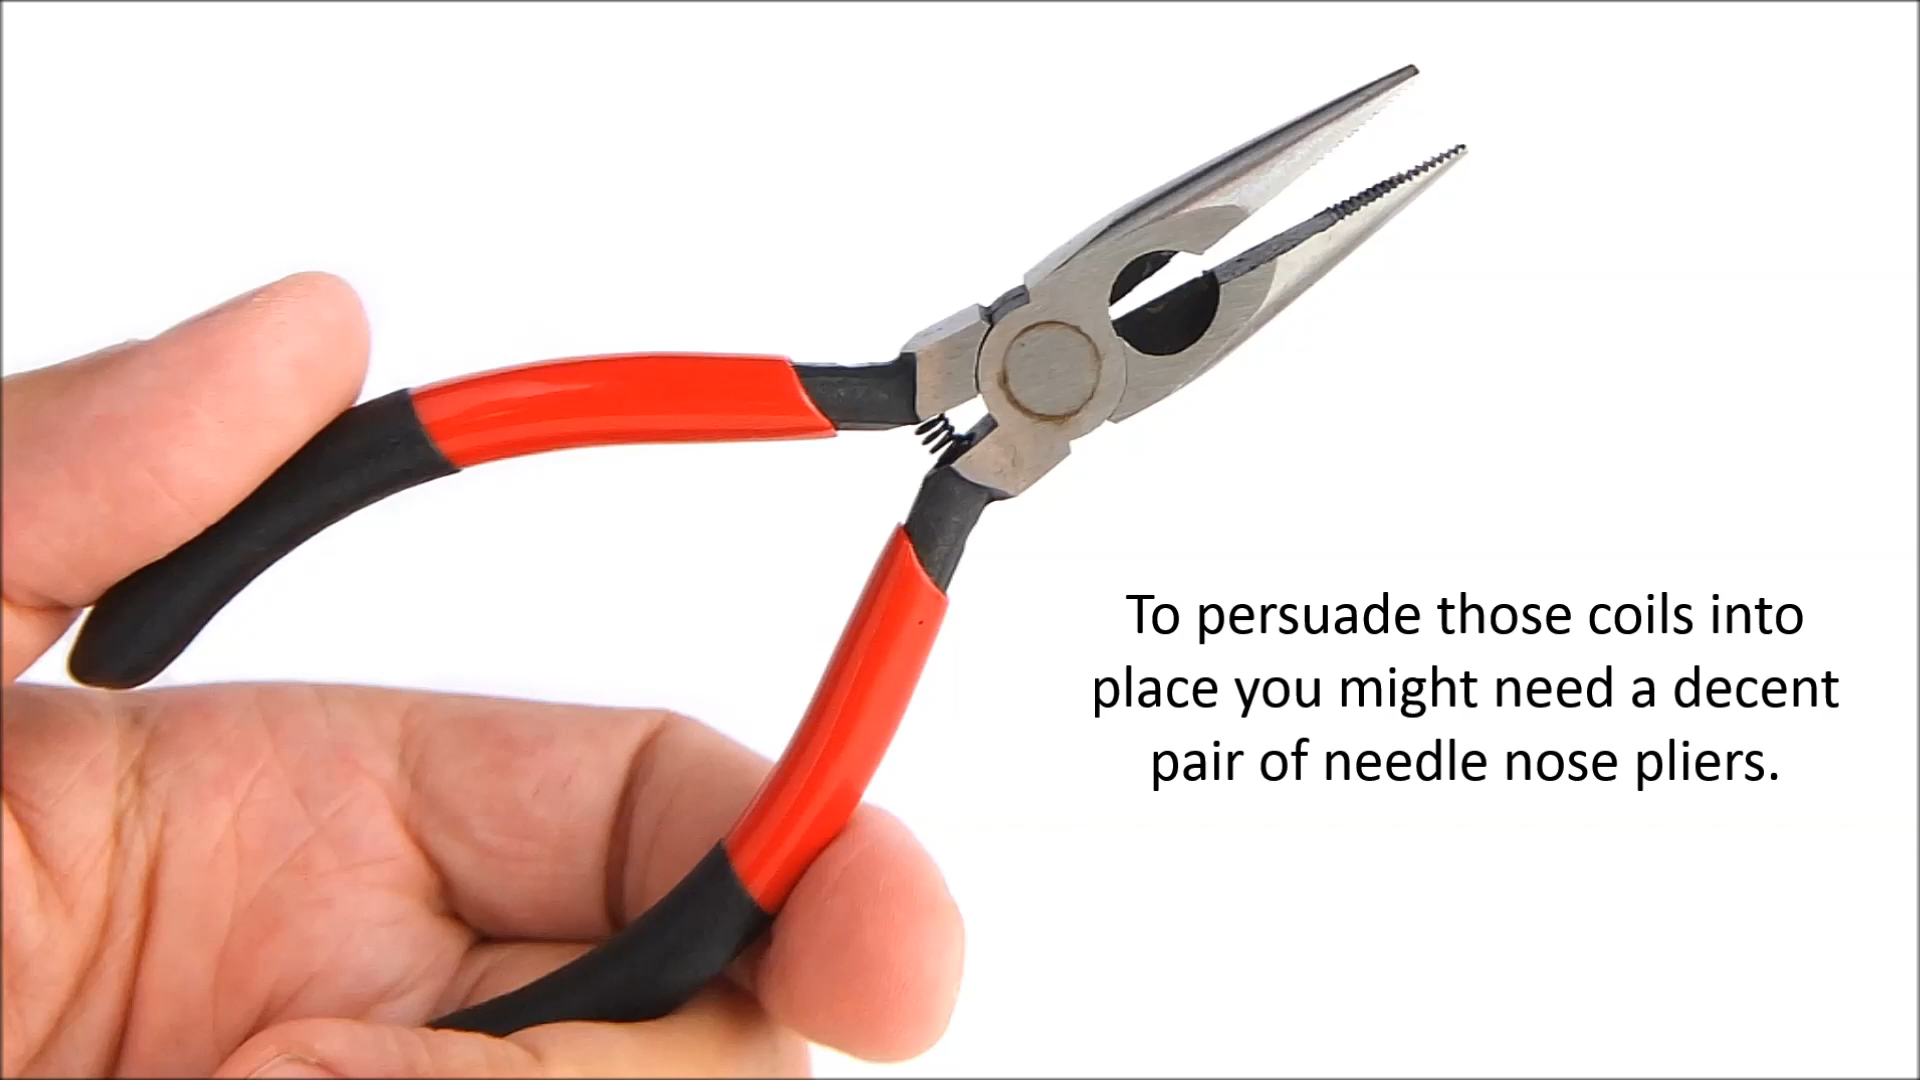 To persuade those coils into
place you might need a decent
pair of needle nose pliers.